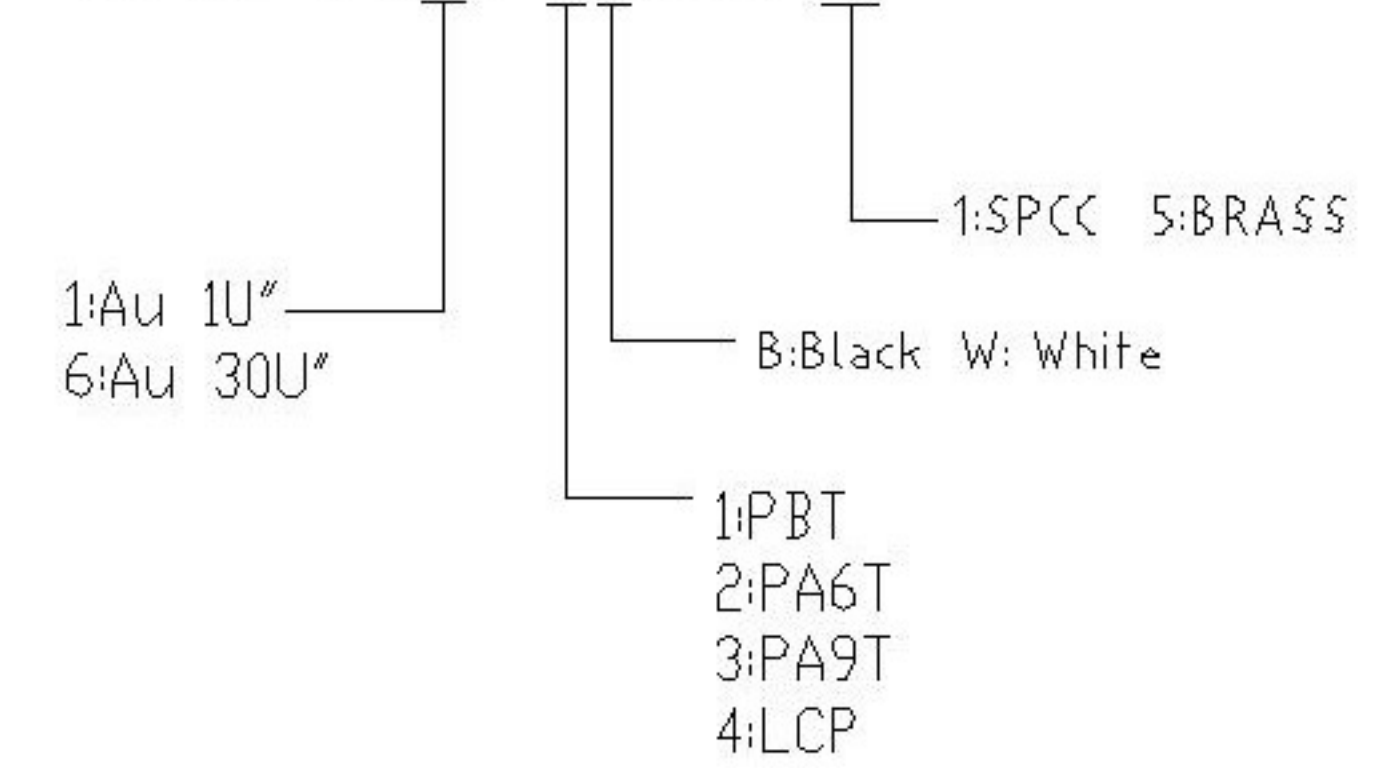 1:SPCC 5:BRASS
1:Au 1U"
6:Au 30U"
B:Black W: White
1:PBT
2:PA6T
3:PA9T
4:LCP